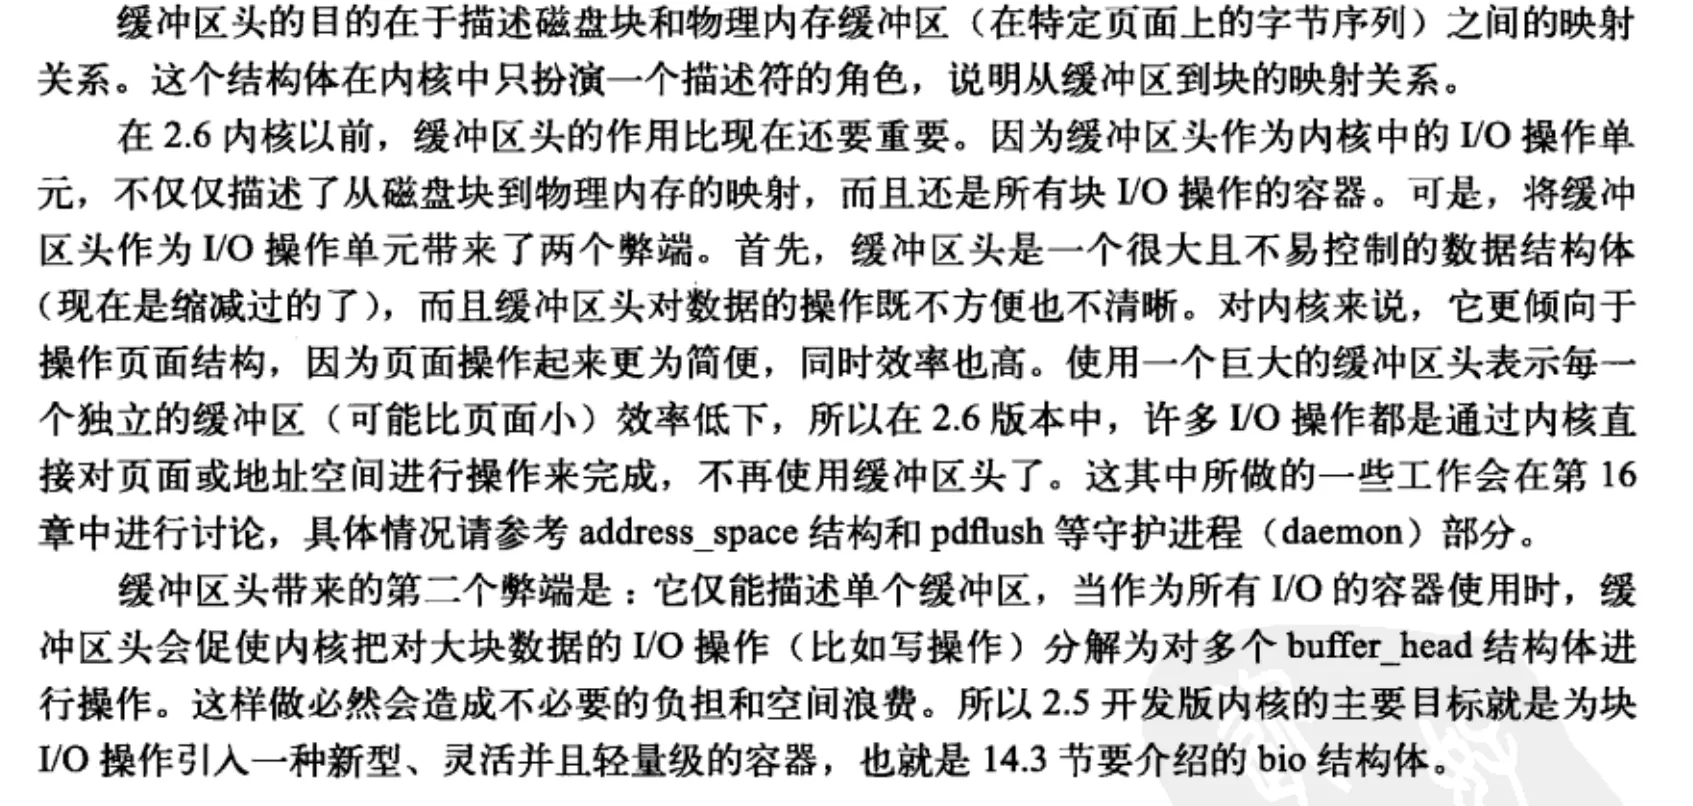 缓冲区头的目的在于描述磁盘块和物理内存缓冲区（在特定页面上的字节序列）之间的映射
关系。这个结构体在内核中只扮演一个描述符的角色，说明从缓冲区到块的映射关系。
在 2.6 内核以前，缓冲区头的作用比现在还要重要。因为缓冲区头作为内核中的 I/O 操作单
元，不仅仅描述了从磁盘块到物理内存的映射，而且还是所有块 I/O 操作的容器。可是，将缓冲
区头作为 I/O 操作单元带来了两个弊端。首先，缓冲区头是一个很大且不易控制的数据结构体
（现在是缩减过的了），而且缓冲区头对数据的操作既不方便也不清晰。对内核来说，它更倾向于
操作页面结构，因为页面操作起来更为简便，同时效率也高。使用一个巨大的缓冲区头表示每一
个独立的缓冲区（可能比页面小）效率低下，所以在 2.6 版本中，许多 I/O 操作都是通过内核直
接对页面或地址空间进行操作来完成，不再使用缓冲区头了。这其中所做的一些工作会在第 16
章中进行讨论，具体情况请参考 address_space 结构和 pdflush 等守护进程（daemon）部分。
缓冲区头带来的第二个弊端是：它仅能描述单个缓冲区，当作为所有 I/O 的容器使用时，缓
冲区头会促使内核把对大块数据的 I/O 操作（比如写操作）分解为对多个 buffer_head 结构体进
行操作。这样做必然会造成不必要的负担和空间浪费。所以 2.5 开发版内核的主要目标就是为块
I/O 操作引入一种新型、灵活并且轻量级的容器，也就是 14.3 节要介绍的 bio 结构体。